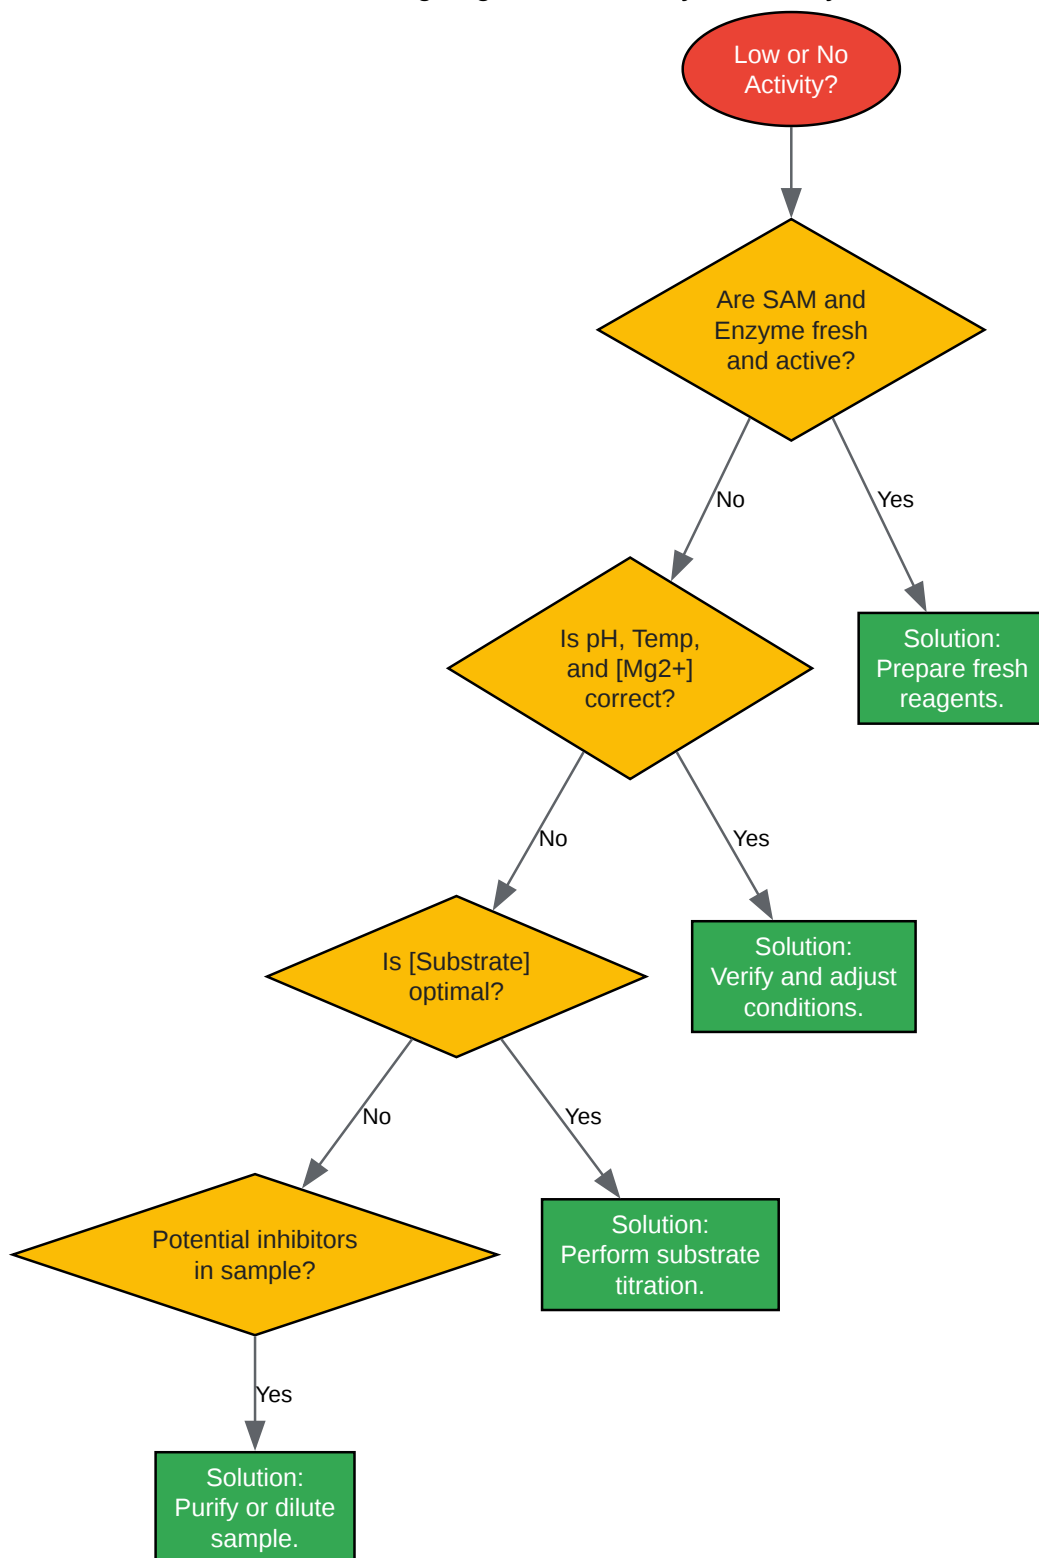 Low or No
Activity?
Are SAM and
Enzyme fresh
and active?
No
Yes
Is pH, Temp,
and [Mg2+]
correct?
Solution:
Prepare fresh
reagents.
No
Yes
Is [Substrate]
optimal?
Solution:
Verify and adjust
conditions.
No
Yes
Potential inhibitors
in sample?
Solution:
Perform substrate
titration.
Yes
Solution:
Purify or dilute
sample.